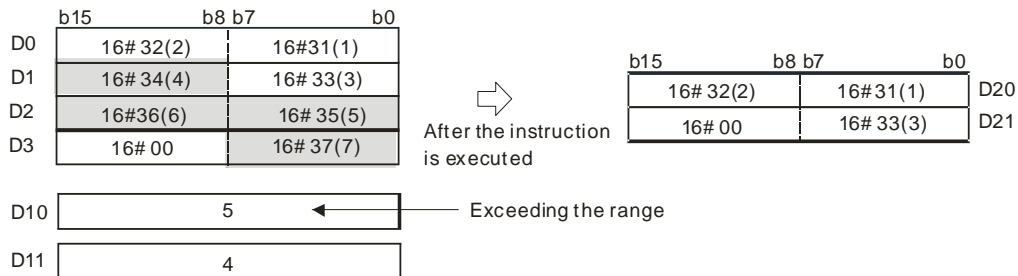 b15 b8 b7 b0
D0 16# 32(2) 16#31(1)
D1 16# 34(4) 16# 33(3)
D2 16#36(6) 16# 35(5)
D3 16# 00 16# 37(7)
After the instruction
is executed
b15 b8 b7 b0
16# 32(2) 16#31(1) D20
16# 00 16# 33(3) D21
D10 5 Exceeding the range
D11 4